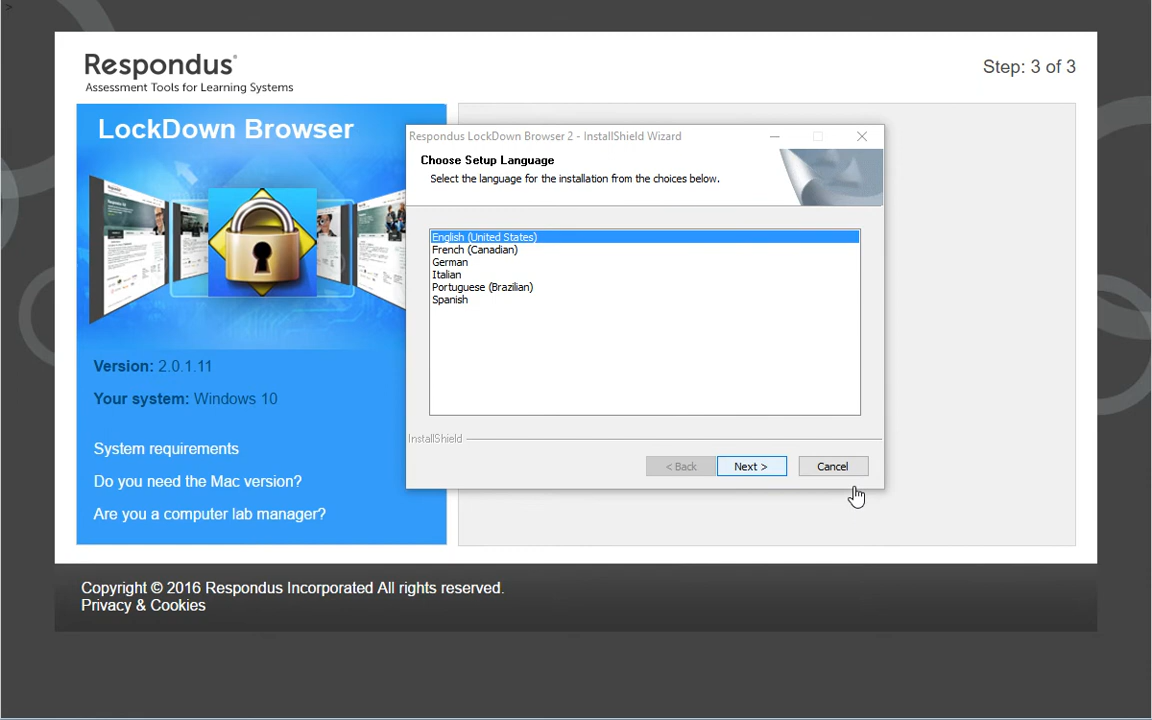 >
Respondus®
Assessment Tools for Learning Systems
Step: 3 of 3
LockDown Browser
Version: 2.0.1.11
Your system: Windows 10
System requirements
Do you need the Mac version?
Are you a computer lab manager?
Respondus LockDown Browser 2 - InstallShield Wizard
Choose Setup Language
Select the language for the installation from the choices below.
English (United States)
French (Canadian)
German
Italian
Portuguese (Brazilian)
Spanish
InstallShield
< Back Next > Cancel
Copyright © 2016 Respondus Incorporated All rights reserved.
Privacy & Cookies